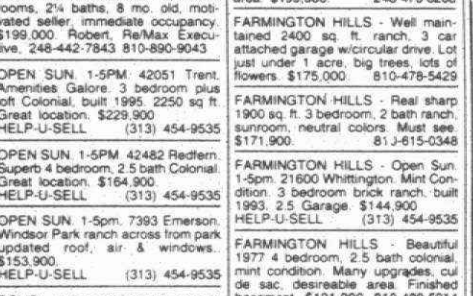 rooms, 2¼ baths, 8 mo. old, moti-
vated seller, immediate occupancy.
$199,000. Robert, Re/Max Execu-
tive, 248-442-7843 810-890-9043
OPEN SUN. 1-5PM. 42051 Trent.
Amenities Galore. 3 bedroom plus
loft Colonial, built 1995. 2250 sq ft.
Great location. $229,900
HELP-U-SELL (313) 454-9535
OPEN SUN. 1-5PM. 42482 Redfern.
Superb 4 bedroom, 2.5 bath Colonial.
Great location. $164,900.
HELP-U-SELL (313) 454-9535
OPEN SUN. 1-5pm. 7393 Emerson.
Windsor Park ranch across from park
updated roof, air & windows..
$153,900.
HELP-U-SELL (313) 454-9535
FARMINGTON HILLS - Well main-
tained 2400 sq. ft. ranch. 3 car
attached garage w/circular drive. Lot
just under 1 acre, big trees, lots of
flowers. $175,000. 810-478-5429
FARMINGTON HILLS - Real sharp
1900 sq. ft. 3 bedroom, 2 bath ranch,
sunroom, neutral colors. Must see.
$171,900. 810-615-0348
FARMINGTON HILLS - Open Sun.
1-5pm. 21600 Whittington. Mint Con-
dition. 3 bedroom brick ranch, built
1993, 2.5 Garage. $144,900
HELP-U-SELL (313) 454-9535
FARMINGTON HILLS - Beautiful
1977 4 bedroom, 2.5 bath colonial,
mint condition. Many upgrades, cul
de sac, desireable area. Finished